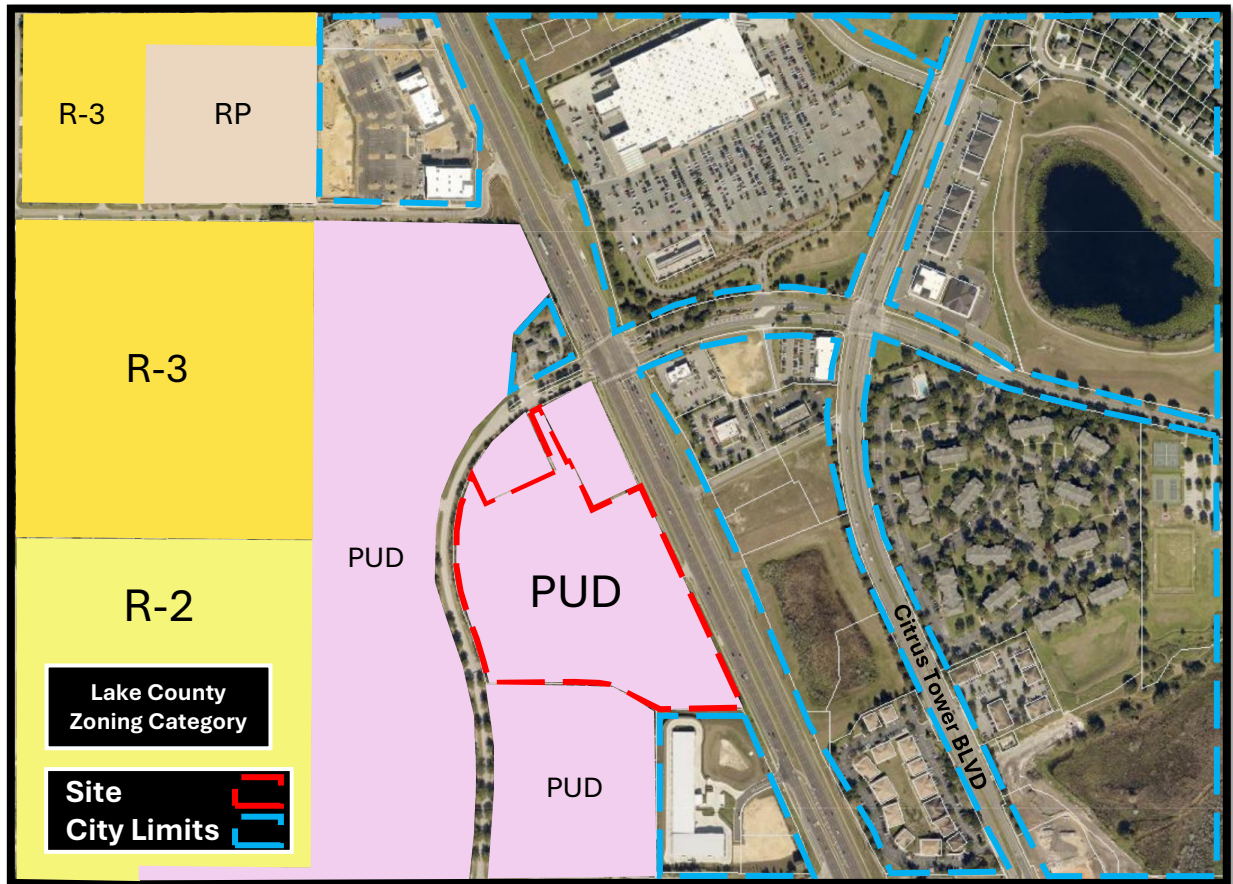 R-3
RP
R-3
PUD
PUD
R-2
Citrus Tower BLVD
Lake County
Zoning Category
PUD
Site
City Limits